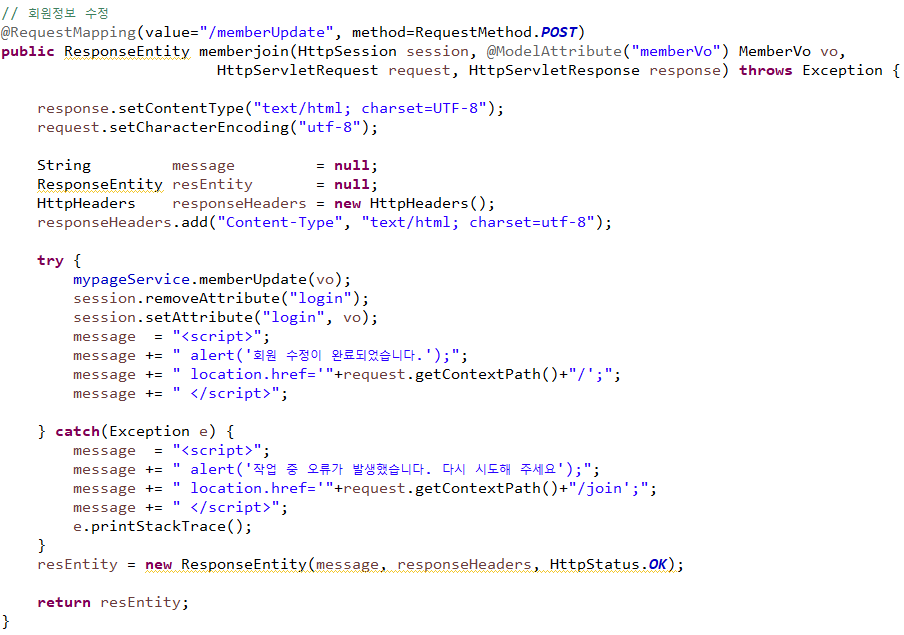 // 회원정보 수정
@RequestMapping(value="/memberUpdate", method=RequestMethod.POST)
public ResponseEntity memberjoin(HttpSession session, @ModelAttribute("memberVo") MemberVo vo,
                        HttpServletRequest request, HttpServletResponse response) throws Exception {

    response.setContentType("text/html; charset=UTF-8");
    request.setCharacterEncoding("utf-8");

    String         message         = null;
    ResponseEntity resEntity       = null;
    HttpHeaders    responseHeaders = new HttpHeaders();
    responseHeaders.add("Content-Type", "text/html; charset=utf-8");

    try {
        mypageService.memberUpdate(vo);
        session.removeAttribute("login");
        session.setAttribute("login", vo);
        message  = "<script>";
        message += " alert('회원 수정이 완료되었습니다.');";
        message += " location.href='"+request.getContextPath()+"/';";
        message += " </script>";

    } catch(Exception e) {
        message  = "<script>";
        message += " alert('작업 중 오류가 발생했습니다. 다시 시도해 주세요');";
        message += " location.href='"+request.getContextPath()+"/join';";
        message += " </script>";
        e.printStackTrace();
    }
    resEntity = new ResponseEntity(message, responseHeaders, HttpStatus.OK);

    return resEntity;
}